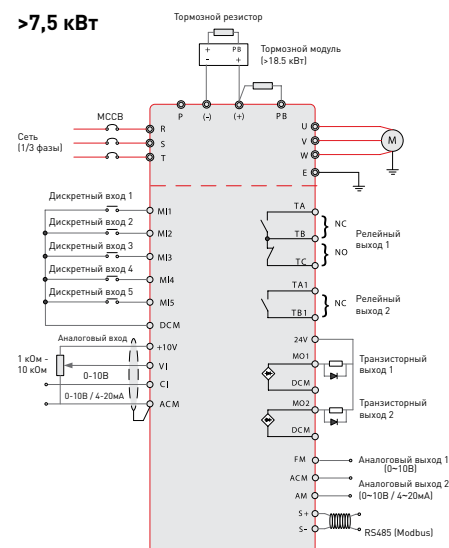 >7,5 кВт
Тормозной резистор
+ PB
- +
Тормозной модуль
(>18.5 кВт)
P (-) (+) PB
MCCB
Сеть
(1/3 фазы)
R
S
T
U
V
W
E
M
Дискретный вход 1
MI1
Дискретный вход 2
MI2
Дискретный вход 3
MI3
Дискретный вход 4
MI4
Дискретный вход 5
MI5
DCM
Аналоговый вход
+10V
1 кОм -
10 кОм
VI
0-10В
CI
0-10В / 4-20мА
ACM
TA
NC
TB
NO
TC
Релейный
выход 1
TA1
NC
TB1
Релейный
выход 2
24V
MO1
Транзисторный
выход 1
DCM
MO2
Транзисторный
выход 2
DCM
FM
Аналоговый выход 1
(0~10В)
ACM
Аналоговый выход 2
AM
(0~10В / 4~20мА)
S+
S-
RS485 (Modbus)